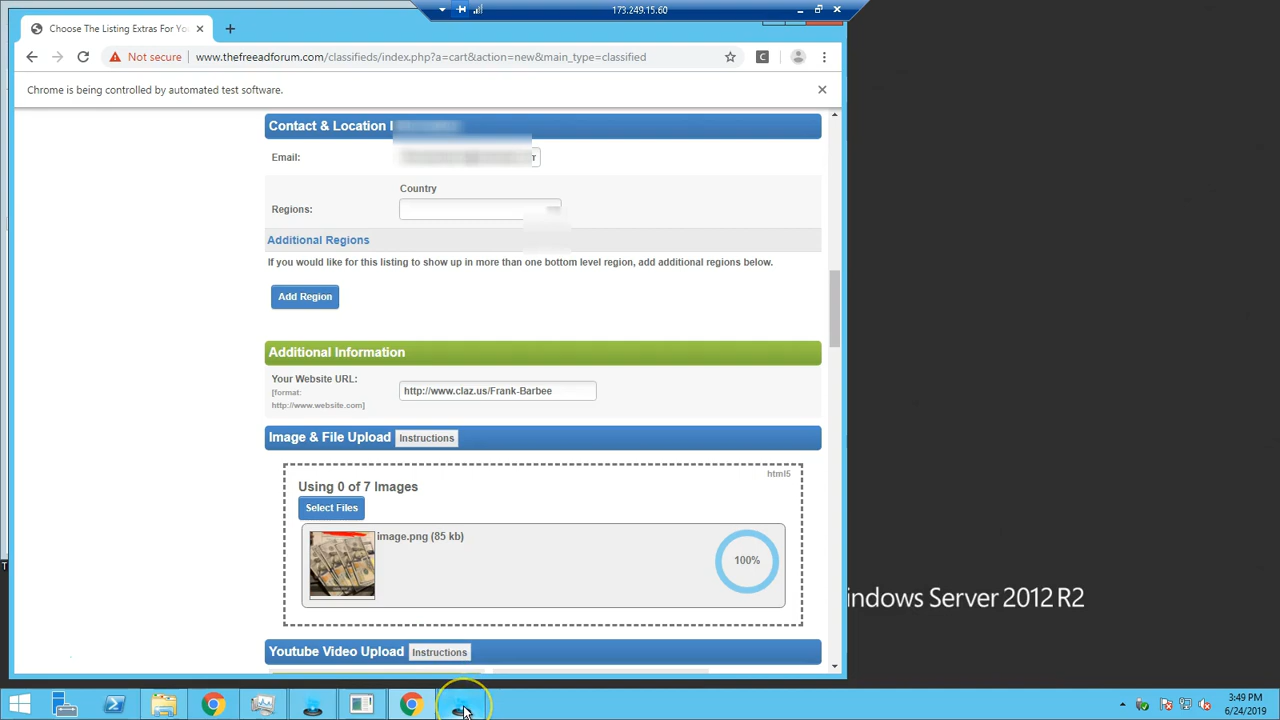 173.249.15.60
Choose The Listing Extras For Yo
Not secure www.thefreeadforum.com/classifieds/index.php?a=cart&action=new&main_type=classified
C
Chrome is being controlled by automated test software.
Contact & Location I
Email:
Country
Regions:
Additional Regions
If you would like for this listing to show up in more than one bottom level region, add additional regions below.
Add Region
Additional Information
Your Website URL:
[format:
http://www.website.com]
http://www.claz.us/Frank-Barbee
Image & File Upload Instructions
html5
Using 0 of 7 Images
Select Files
image.png (85 kb)
100%
indows Server 2012 R2
Youtube Video Upload Instructions
3:49 PM
6/24/2019